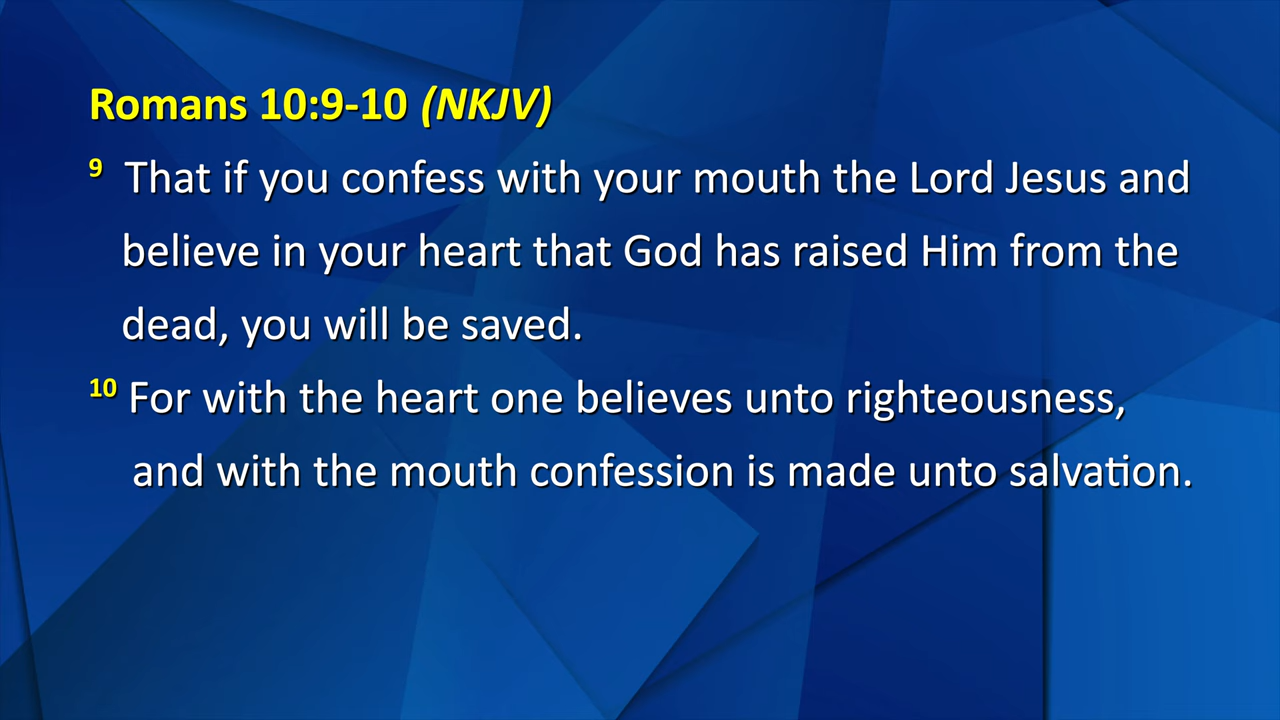 Romans 10:9-10 (NKJV)
9 That if you confess with your mouth the Lord Jesus and
believe in your heart that God has raised Him from the
dead, you will be saved.
10 For with the heart one believes unto righteousness,
and with the mouth confession is made unto salvation.